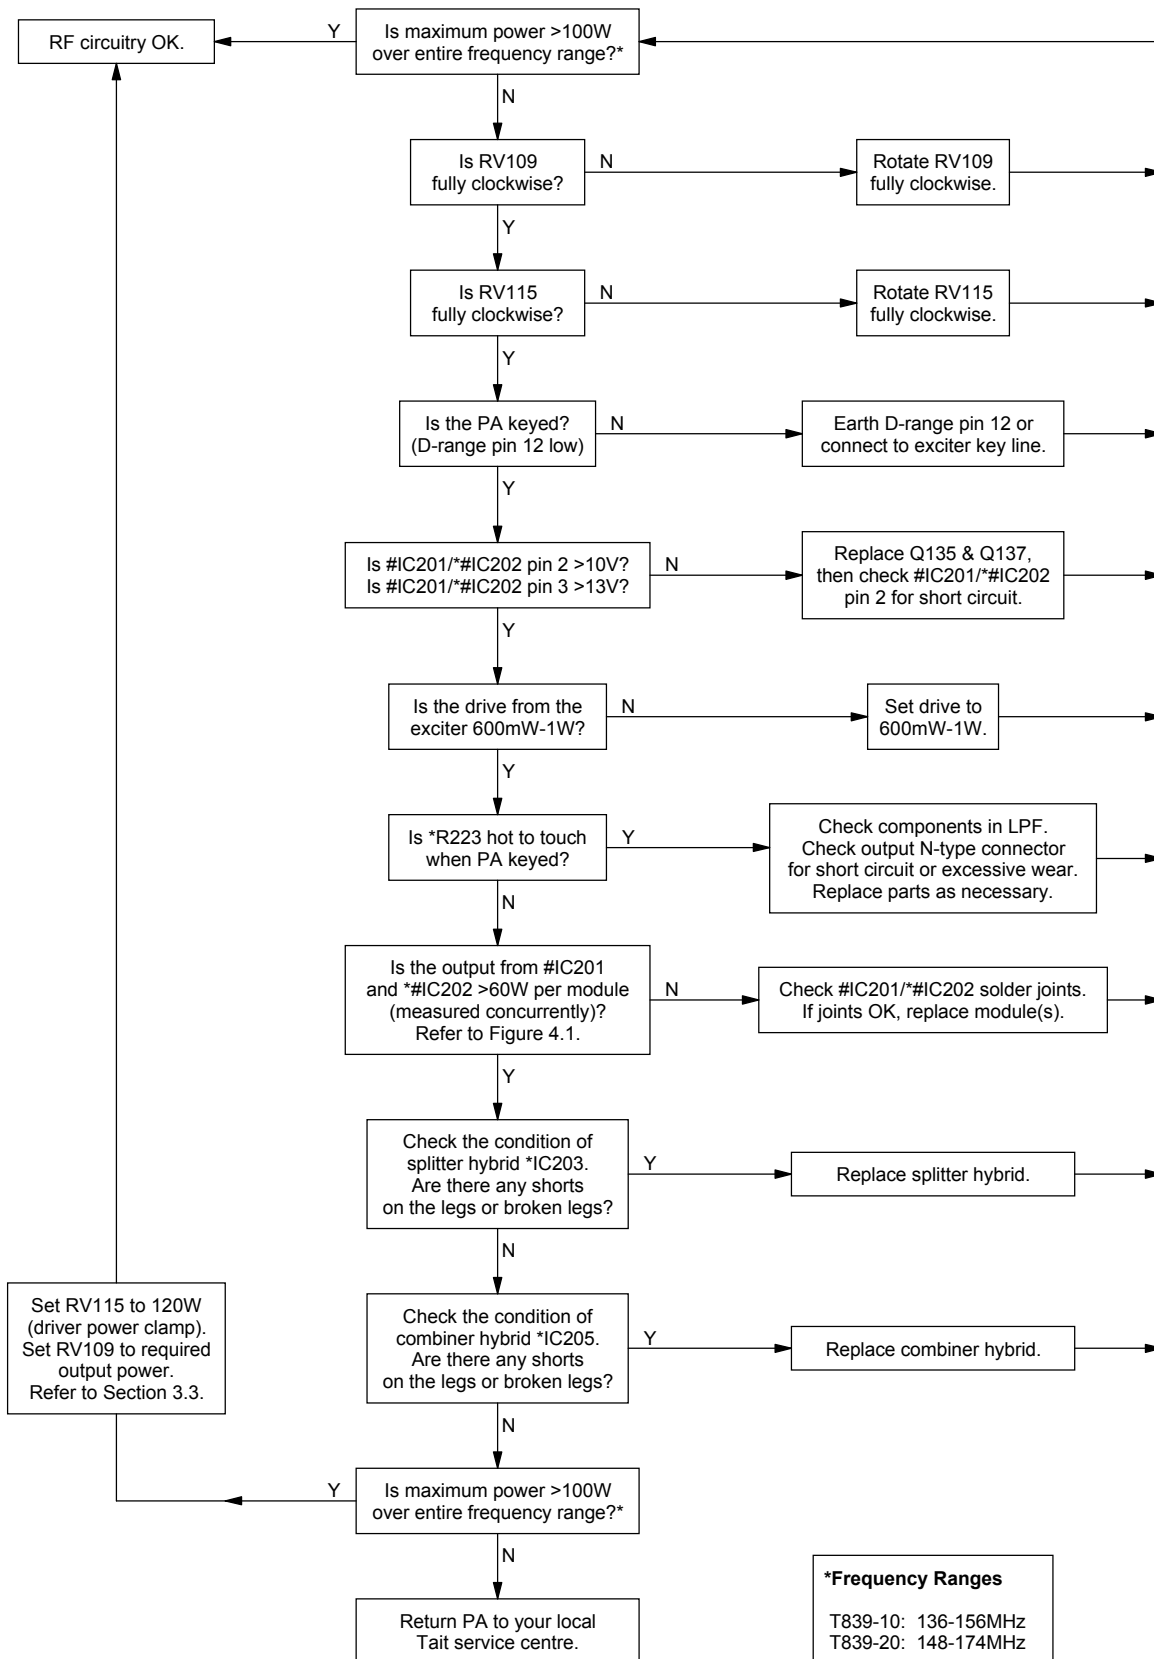 RF circuitry OK.
Y
Is maximum power >100W
over entire frequency range?*
N
Is RV109
fully clockwise?
N
Rotate RV109
fully clockwise.
Y
Is RV115
fully clockwise?
N
Rotate RV115
fully clockwise.
Y
Is the PA keyed?
(D-range pin 12 low)
N
Earth D-range pin 12 or
connect to exciter key line.
Y
Is #IC201/*#IC202 pin 2 >10V?
Is #IC201/*#IC202 pin 3 >13V?
N
Replace Q135 & Q137,
then check #IC201/*#IC202
pin 2 for short circuit.
Y
Is the drive from the
exciter 600mW-1W?
N
Set drive to
600mW-1W.
Y
Is *R223 hot to touch
when PA keyed?
Y
Check components in LPF.
Check output N-type connector
for short circuit or excessive wear.
Replace parts as necessary.
N
Is the output from #IC201
and *#IC202 >60W per module
(measured concurrently)?
Refer to Figure 4.1.
N
Check #IC201/*#IC202 solder joints.
If joints OK, replace module(s).
Y
Check the condition of
splitter hybrid *IC203.
Are there any shorts
on the legs or broken legs?
Y
Replace splitter hybrid.
N
Check the condition of
combiner hybrid *IC205.
Are there any shorts
on the legs or broken legs?
Y
Replace combiner hybrid.
N
Set RV115 to 120W
(driver power clamp).
Set RV109 to required
output power.
Refer to Section 3.3.
Y
Is maximum power >100W
over entire frequency range?*
N
Return PA to your local
Tait service centre.
*Frequency Ranges
T839-10: 136-156MHz
T839-20: 148-174MHz